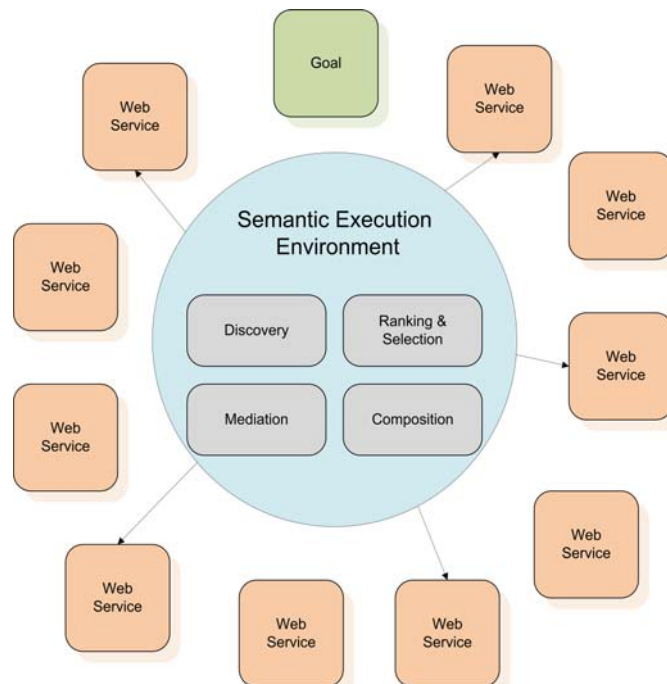 Goal
Web
Service
Web
Service
Web
Service
Semantic Execution
Environment
Web
Service
Discovery
Ranking &
Selection
Web
Service
Mediation
Composition
Web
Service
Web
Service
Web
Service
Web
Service
Web
Service